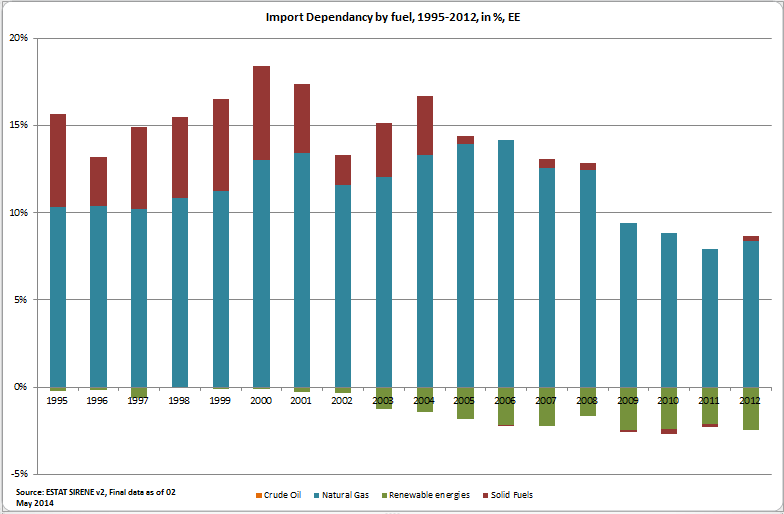 Import Dependancy by fuel, 1995-2012, in %, EE
20%
15%
10%
5%
0%
-5%
1995 1996 1997 1998 1999 2000 2001 2002 2003 2004 2005 2006 2007 2008 2009 2010 2011 2012
Source: ESTAT SIRENE v2, Final data as of 02
May 2014
Crude Oil Natural Gas Renewable energies Solid Fuels